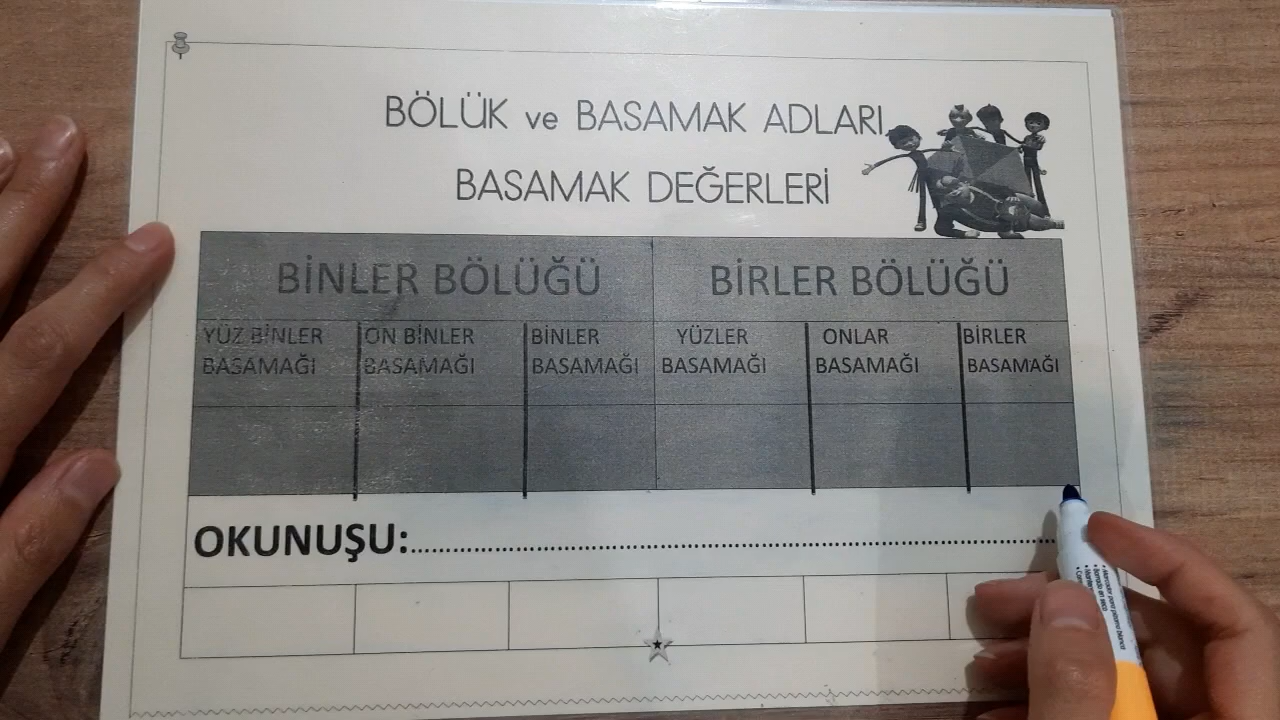 BÖLÜK ve BASAMAK ADLARI,
BASAMAK DEĞERLERİ
BİNLER BÖLÜĞÜ BİRLER BÖLÜĞÜ
YÜZ BİNLER BASAMAĞI
ON BİNLER BASAMAĞI
BİNLER BASAMAĞI
YÜZLER BASAMAĞI
ONLAR BASAMAĞI
BİRLER BASAMAĞI
OKUNUŞU: